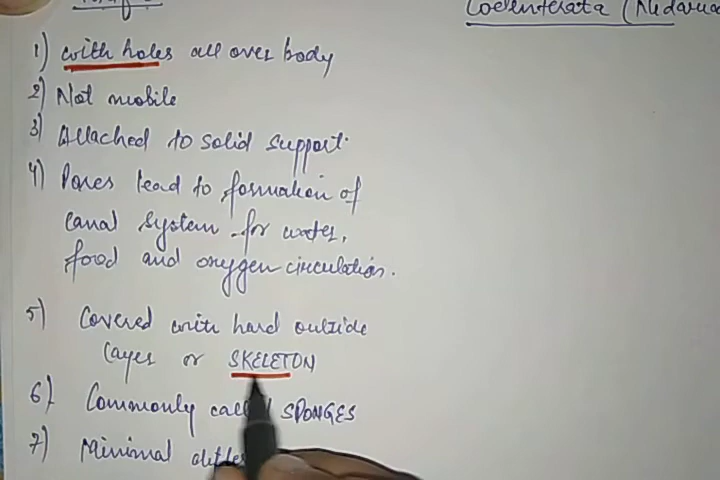 Coelenterata (
1) with holes all over body
2) Not mobile
3) Attached to solid support.
4) Pores lead to formation of
canal system for water,
food and oxygen circulation.
5) Covered with hard outside
layer or SKELETON
6) Commonly called SPONGES
7) Minimal